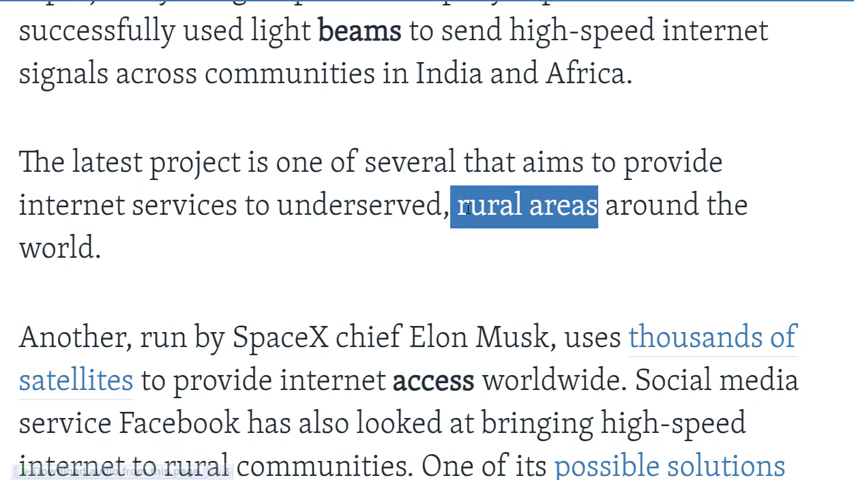 successfully used light beams to send high-speed internet
signals across communities in India and Africa.
The latest project is one of several that aims to provide
internet services to underserved, rural areas around the
world.
Another, run by SpaceX chief Elon Musk, uses thousands of
satellites to provide internet access worldwide. Social media
service Facebook has also looked at bringing high-speed
internet to rural communities. One of its possible solutions